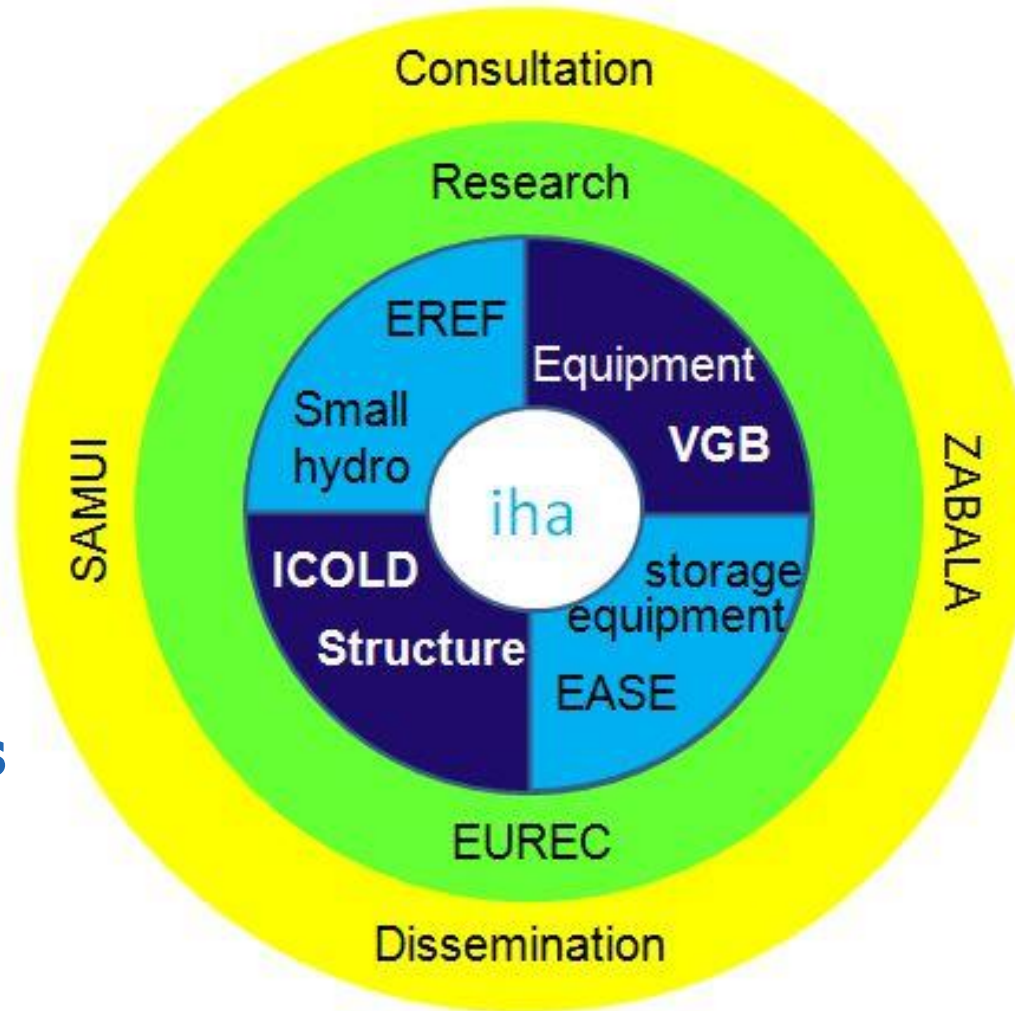 Consultation
Research
EREF
Small
hydro
Equipment
VGB
SAMUI
iha
ZABALA
ICOLD
Structure
storage
equipment
EASE
s
EUREC
Dissemination